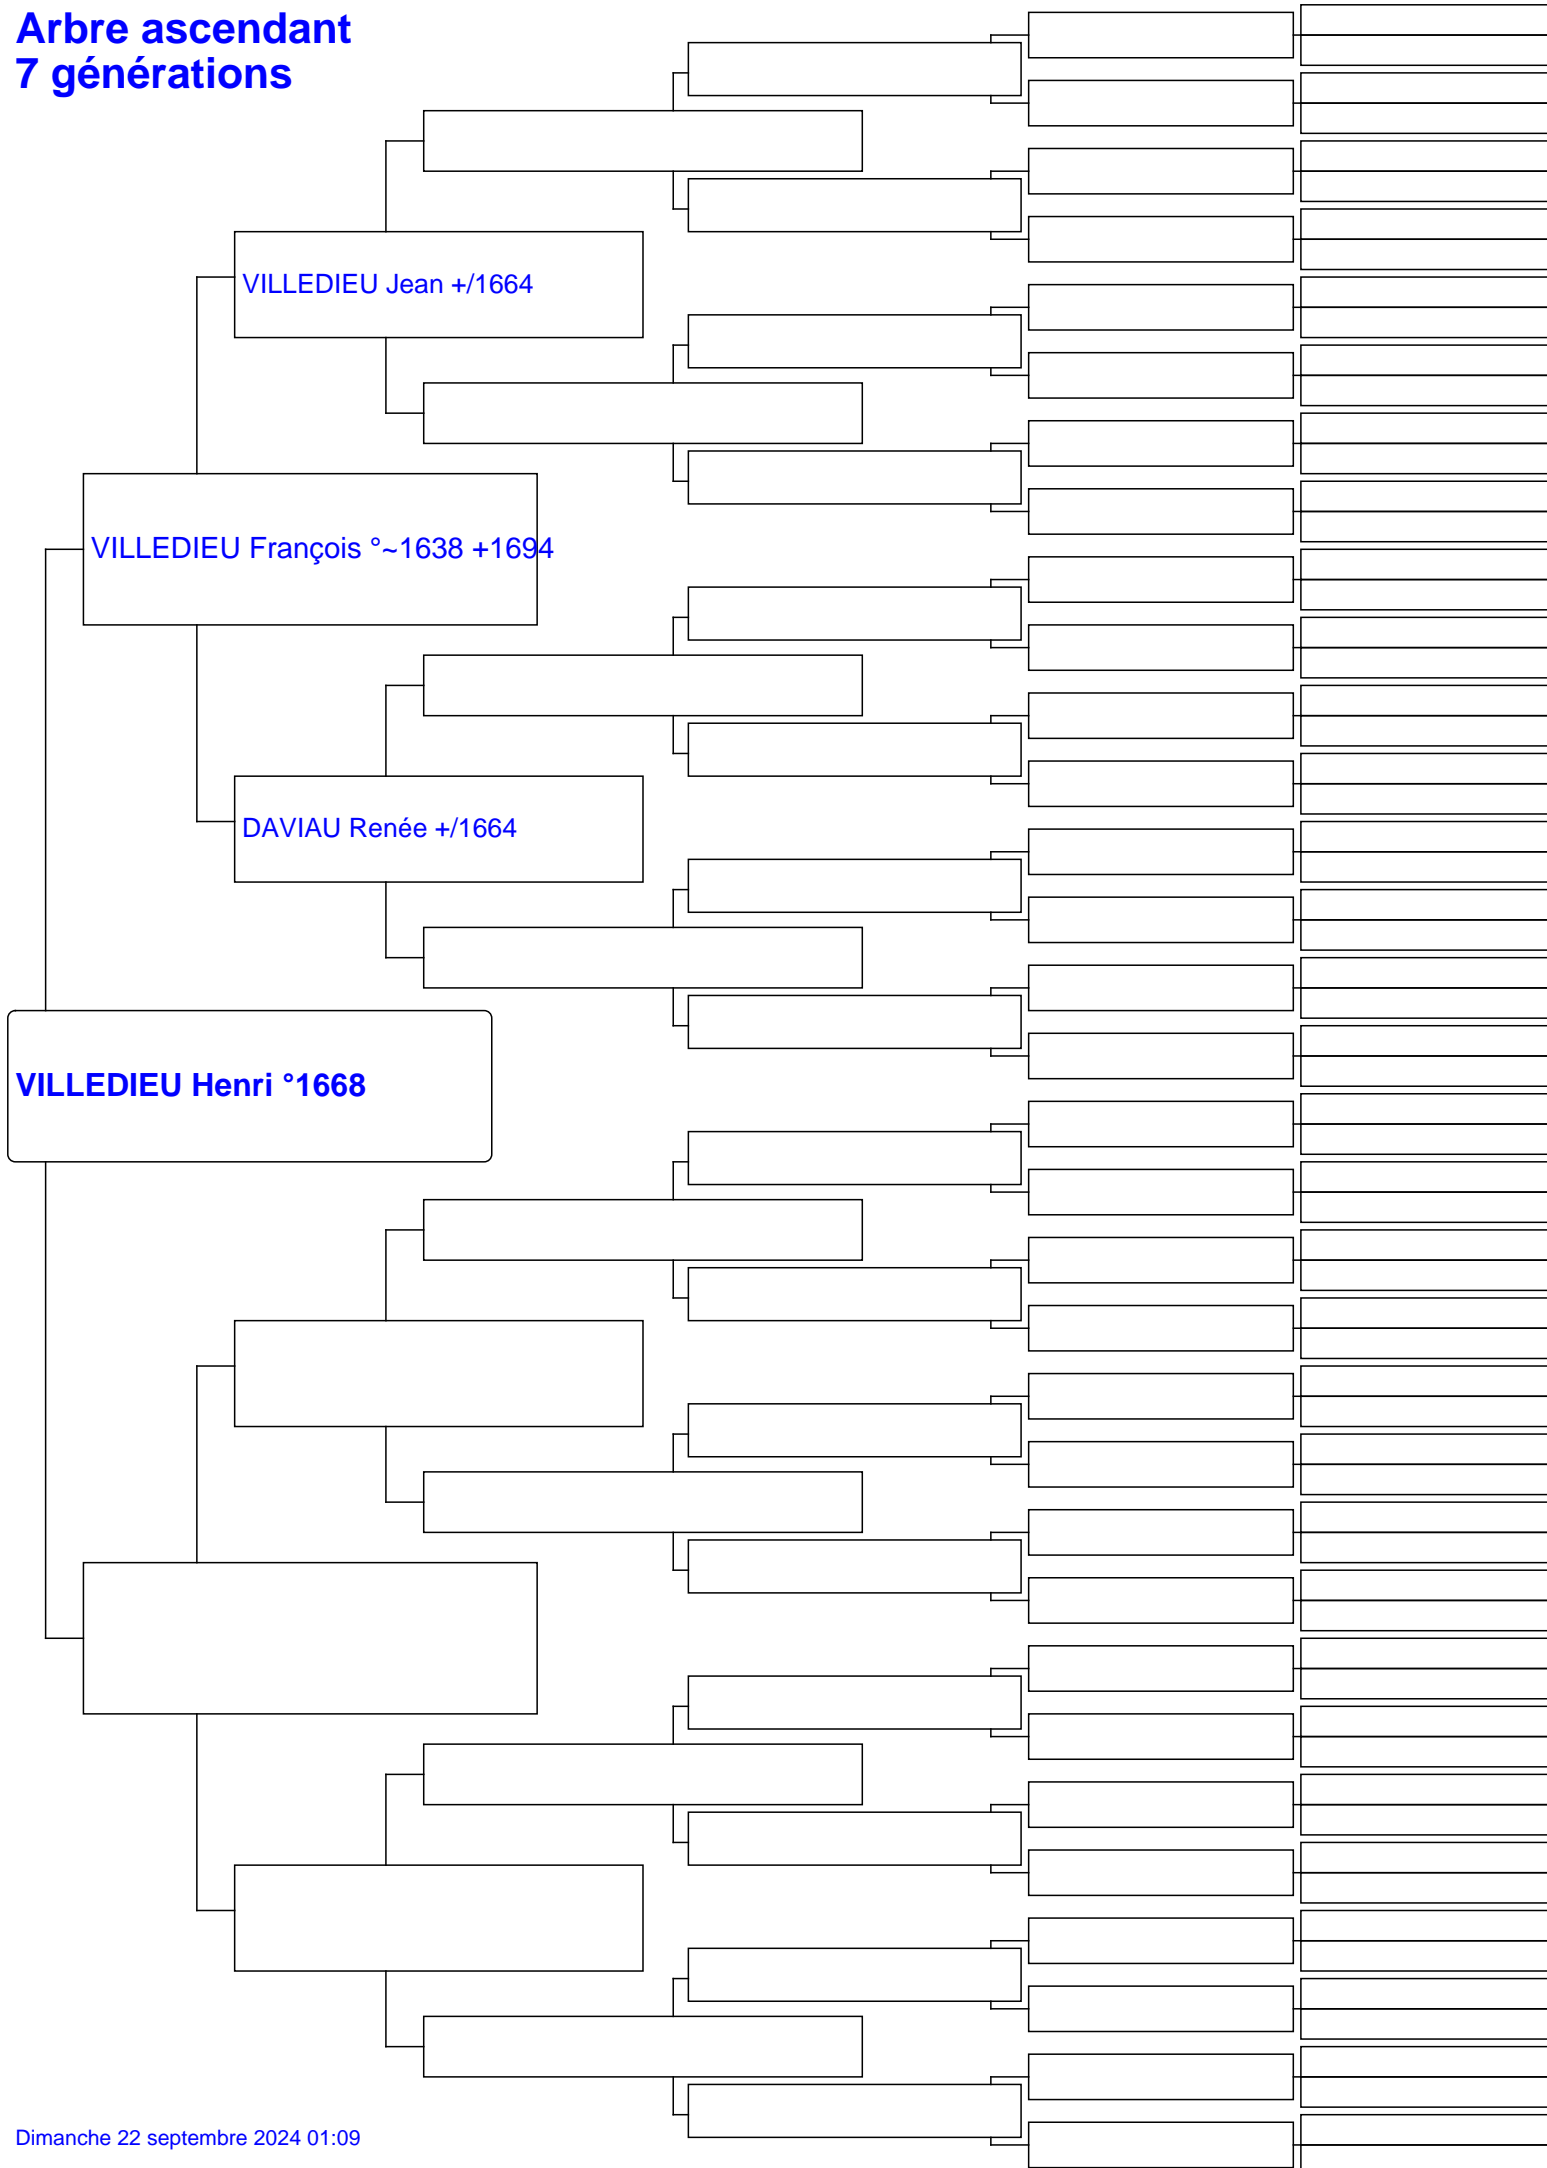 Arbre ascendant
7 générations
VILLEDIEU Jean +/1664
VILLEDIEU François °~1638 +1694
DAVIAU Renée +/1664
VILLEDIEU Henri °1668
Dimanche 22 septembre 2024 01:09